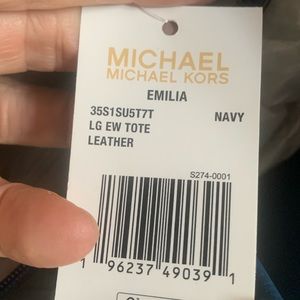 MICHAEL
MICHAEL KORS
EMILIA
35S1SU5T7T NAVY
LG EW TOTE
LEATHER
S274-0001
1 96237 49039 1